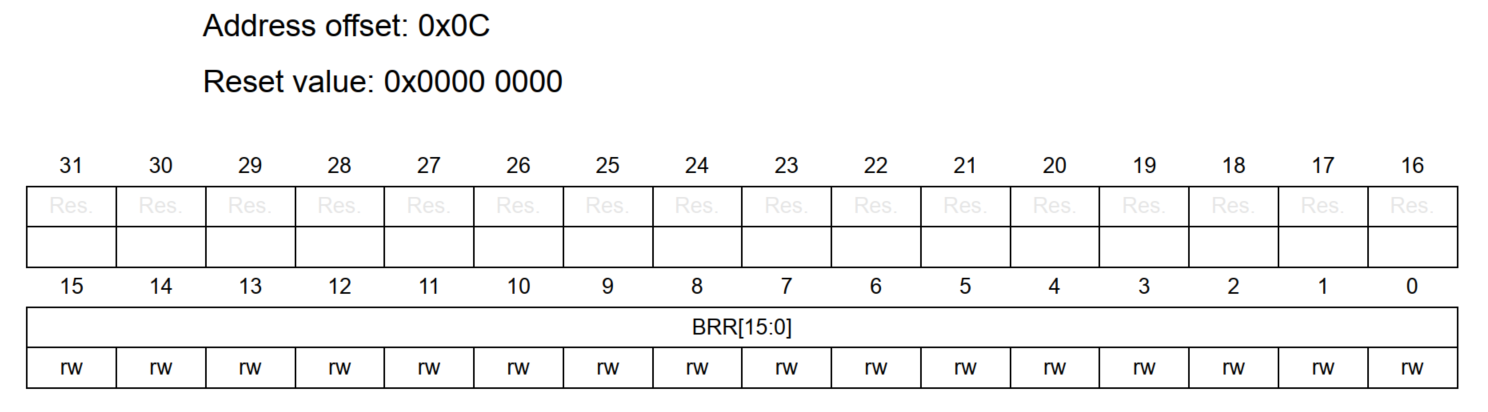 Address offset: 0x0C
Reset value: 0x0000 0000
31 30 29 28 27 26 25 24 23 22 21 20 19 18 17 16
Res. Res. Res. Res. Res. Res. Res. Res. Res. Res. Res. Res. Res. Res. Res. Res.
15 14 13 12 11 10 9 8 7 6 5 4 3 2 1 0
BRR[15:0]
rw rw rw rw rw rw rw rw rw rw rw rw rw rw rw rw